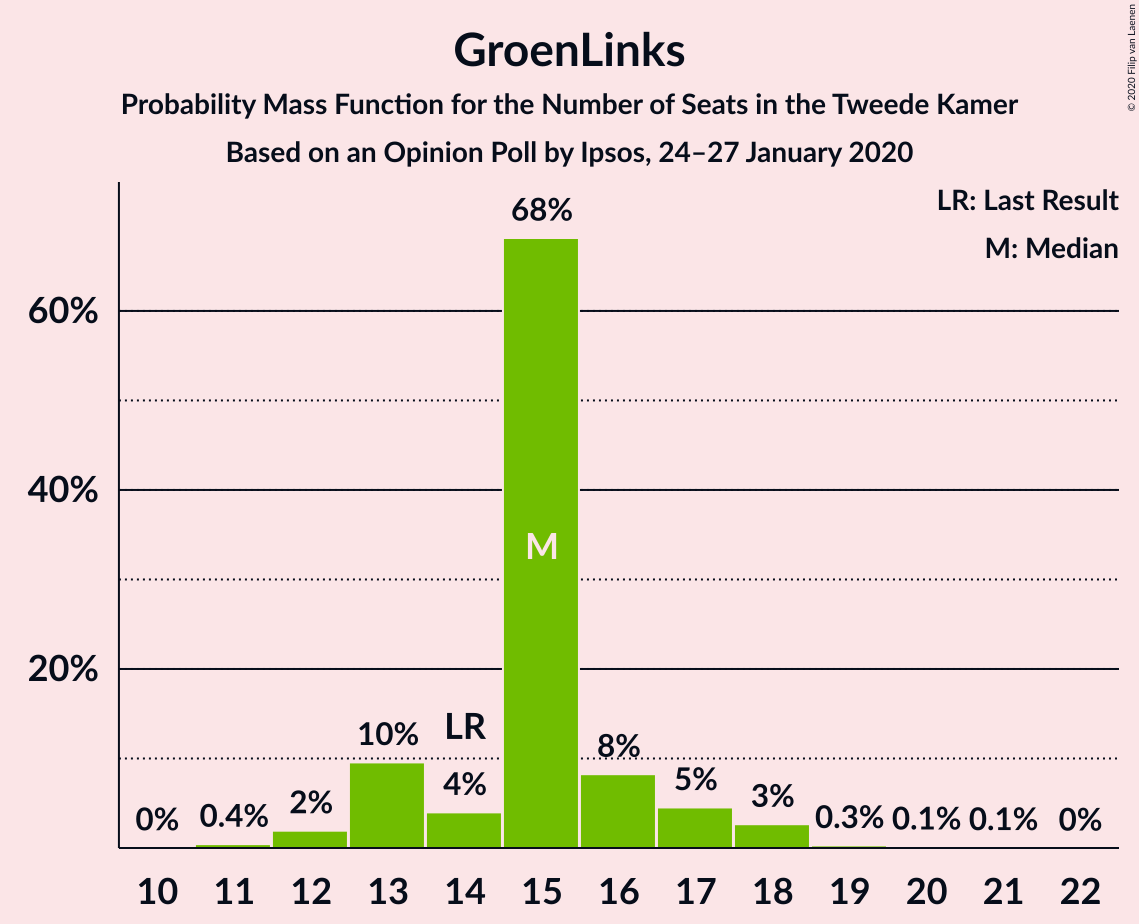 GroenLinks
Probability Mass Function for the Number of Seats in the Tweede Kamer
Based on an Opinion Poll by Ipsos, 24–27 January 2020
© 2020 Filip van Laenen
LR: Last Result
M: Median
68%
60%
40%
M
20%
LR
10%
8%
4%
5%
3%
2%
0%
0.4%
0.3%
0.1%
0.1%
0%
10 11 12 13 14 15 16 17 18 19 20 21 22